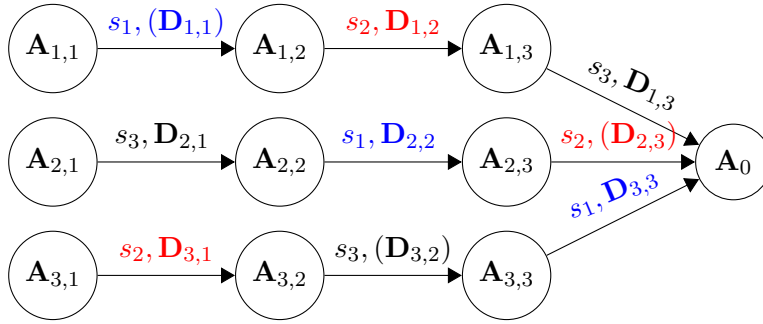 s₁, (D₁,₁) s₂, D₁,₂
A₁,₁ A₁,₂ A₁,₃
s₃, D₁,₃
s₃, D₂,₁ s₁, D₂,₂ s₂, (D₂,₃)
A₂,₁ A₂,₂ A₂,₃ A₀
s₁, D₃,₃
s₂, D₃,₁ s₃, (D₃,₂)
A₃,₁ A₃,₂ A₃,₃